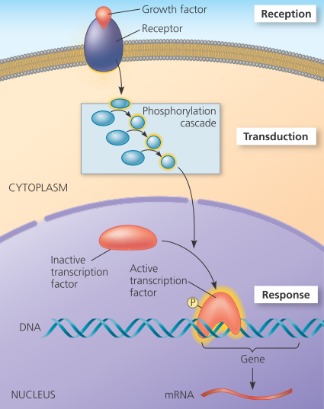 Growth factor
Reception
Receptor
Phosphorylation
cascade
Transduction
CYTOPLASM
Inactive
transcription
factor
Active
transcription
factor
P
Response
DNA
Gene
NUCLEUS
mRNA